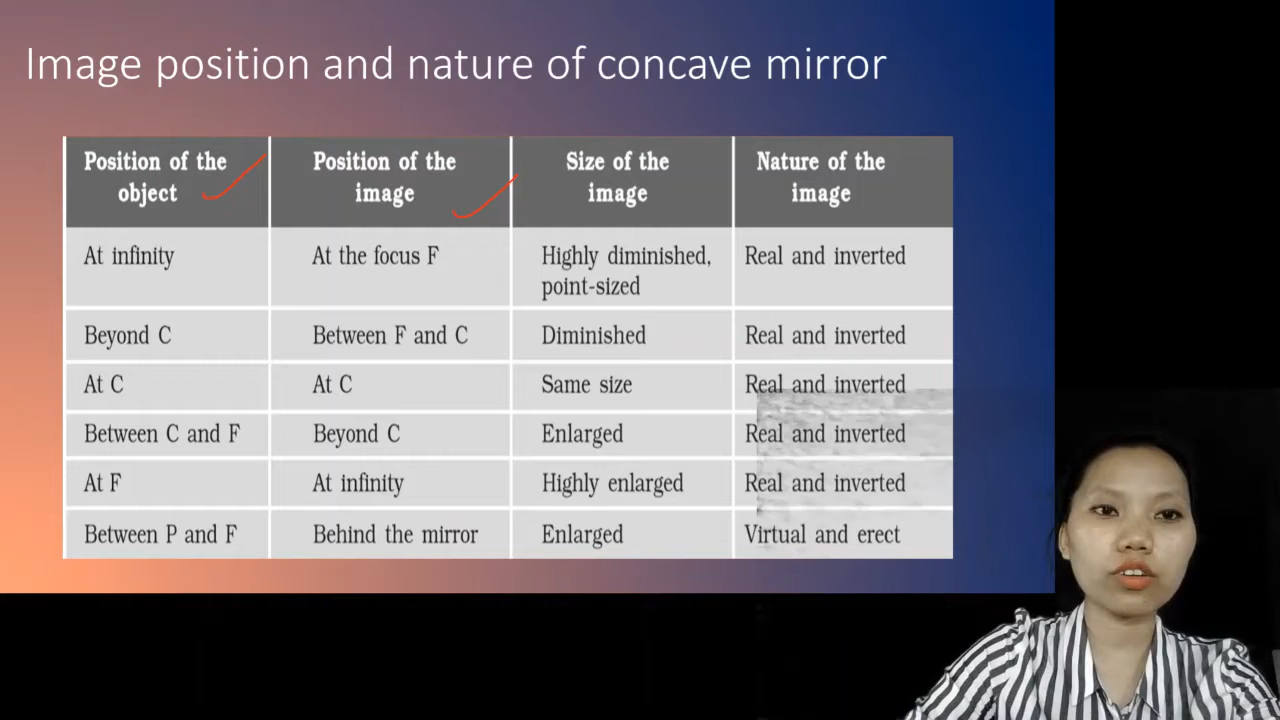 Image position and nature of concave mirror
Position of the object
Position of the image
Size of the image
Nature of the image
At infinity
At the focus F
Highly diminished, point-sized
Real and inverted
Beyond C
Between F and C
Diminished
Real and inverted
At C
At C
Same size
Real and inverted
Between C and F
Beyond C
Enlarged
Real and inverted
At F
At infinity
Highly enlarged
Real and inverted
Between P and F
Behind the mirror
Enlarged
Virtual and erect